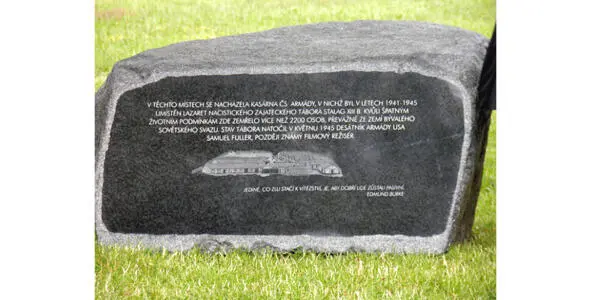 V TĚCHTO MÍSTECH SE NACHÁZELA KASÁRNA ČS ARMÁDY, V NICHŽ BYL V LETECH 1941-1945
UMÍSTĚN LAZARET NACISTICKÉHO ZAJATECKÉHO TÁBORA STALAG XIII B. KVŮLI ŠPATNÝM
ŽIVOTNÍM PODMÍNKÁM ZDE ZEMŘELO VÍCE NEŽ 2200 OSOB, PŘEVÁŽNĚ ZE ZEMÍ BÝVALÉHO
SOVĚTSKÉHO SVAZU. STAV TÁBORA NATOČIL V KVĚTNU 1945 DESÁTNÍK ARMÁDY USA
SAMUEL FULLER, POZDĚJI ZNÁMÝ FILMOVÝ REŽISÉR.
JEDINÉ, CO ZLU STAČÍ K VÍTĚZSTVÍ, JE, ABY DOBŘÍ LIDÉ ZŮSTALI PASIVNÍ.
EDMUND BURKE